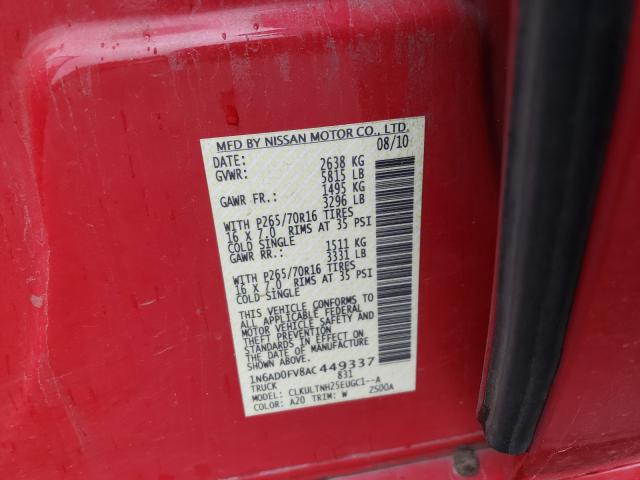 MFD BY NISSAN MOTOR CO., LTD.
DATE: 08/10
GVWR: 2638 KG
5815 LB
GAWR FR.: 1495 KG
3296 LB
WITH P265/70R16 TIRES
16 X 7.0 RIMS AT 35 PSI
COLD SINGLE
GAWR RR.: 1511 KG
3331 LB
WITH P265/70R16 TIRES
16 X 7.0 RIMS AT 35 PSI
COLD SINGLE
THIS VEHICLE CONFORMS TO
ALL APPLICABLE FEDERAL
MOTOR VEHICLE SAFETY AND
THEFT PREVENTION
STANDARDS IN EFFECT ON
THE DATE OF MANUFACTURE
SHOWN ABOVE.
1N6AD0FV8AC449337
TRUCK 831
MODEL: CLKULTNH25EUGC1--A
COLOR: A20 TRIM: W 2S00A